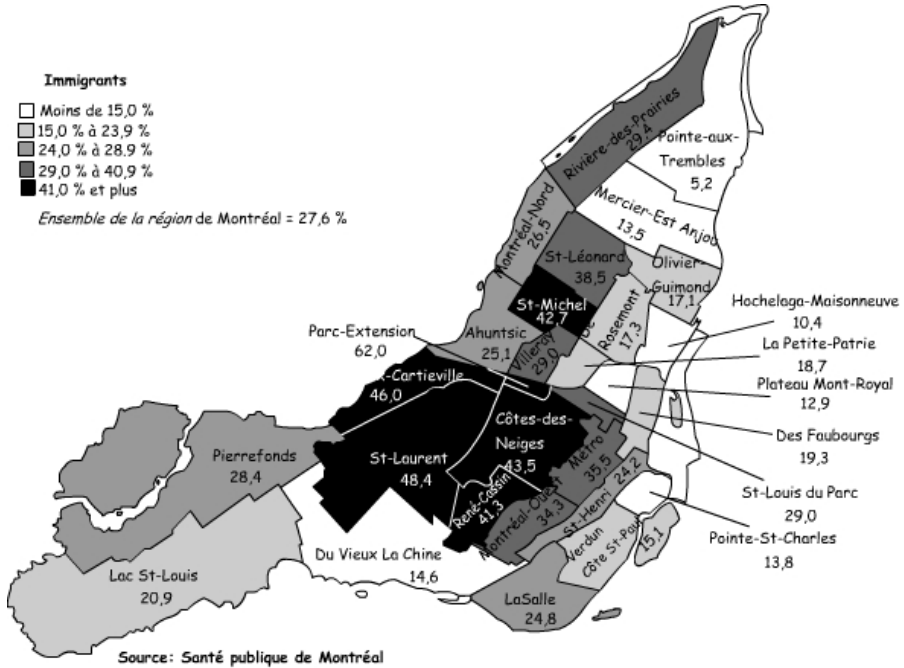 Immigrants
Moins de 15,0 %
15,0 % à 23,9 %
24,0 % à 28.9 %
29,0 % à 40,9 %
41,0 % et plus
Ensemble de la région de Montréal = 27,6 %
Rivière-des-Prairies
29,4
Pointe-aux-
Trembles
5,2
Mercier-Est Anjou
13,5
Montréal-Nord
26,5
St-Léonard
38,5
Olivier-
Guimond
17,1
St-Michel
42,7
De
Rosemont
17,3
Hochelaga-Maisonneuve
10,4
Parc-Extension
62,0
Ahuntsic
25,1
Villeray
29,0
La Petite-Patrie
18,7
Plateau Mont-Royal
12,9
x-Cartieville
46,0
Des Faubourgs
19,3
Côtes-des-
Neiges
43,5
Métro
35,5
Pierrefonds
28,4
St-Laurent
48,4
René-Cassin
41,3
Montréal-Ouest
34,3
St-Henri 24,2
St-Louis du Parc
29,0
Pointe-St-Charles
13,8
Verdun
Côte St-Paul
15,1
Du Vieux La Chine
14,6
Lac St-Louis
20,9
LaSalle
24,8
Source: Santé publique de Montréal